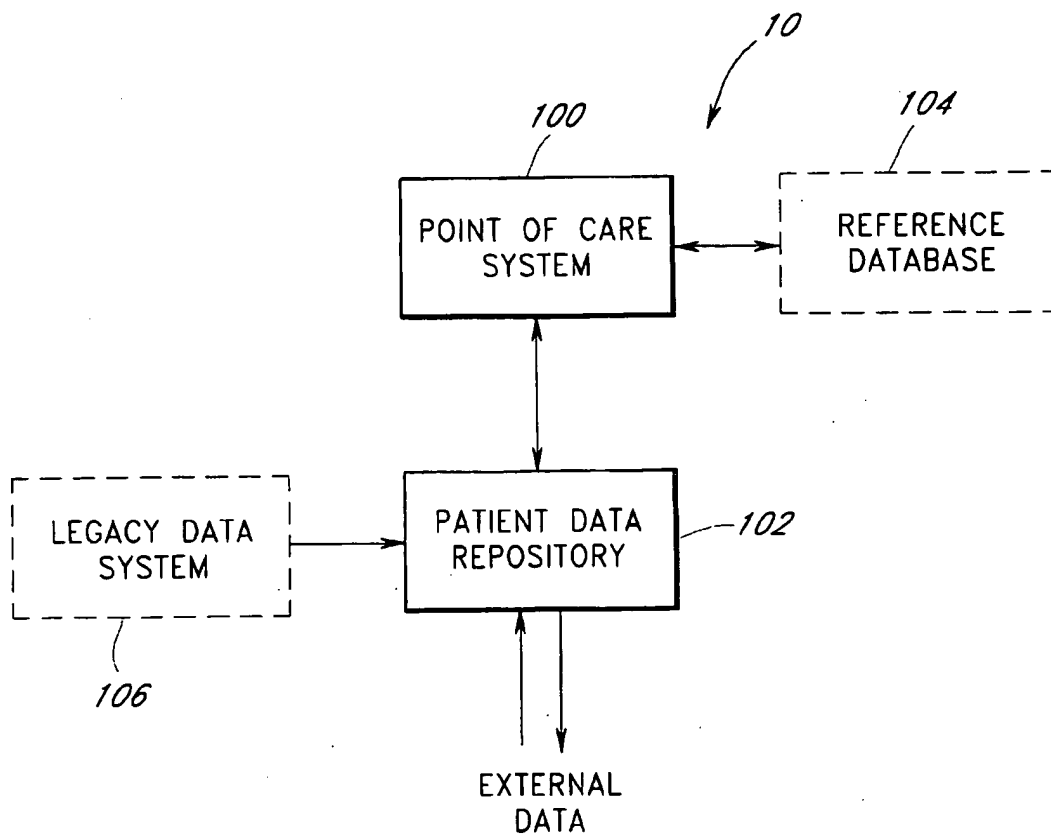 10
100
104
POINT OF CARE
SYSTEM
REFERENCE
DATABASE
LEGACY DATA
SYSTEM
PATIENT DATA
REPOSITORY
102
106
EXTERNAL
DATA